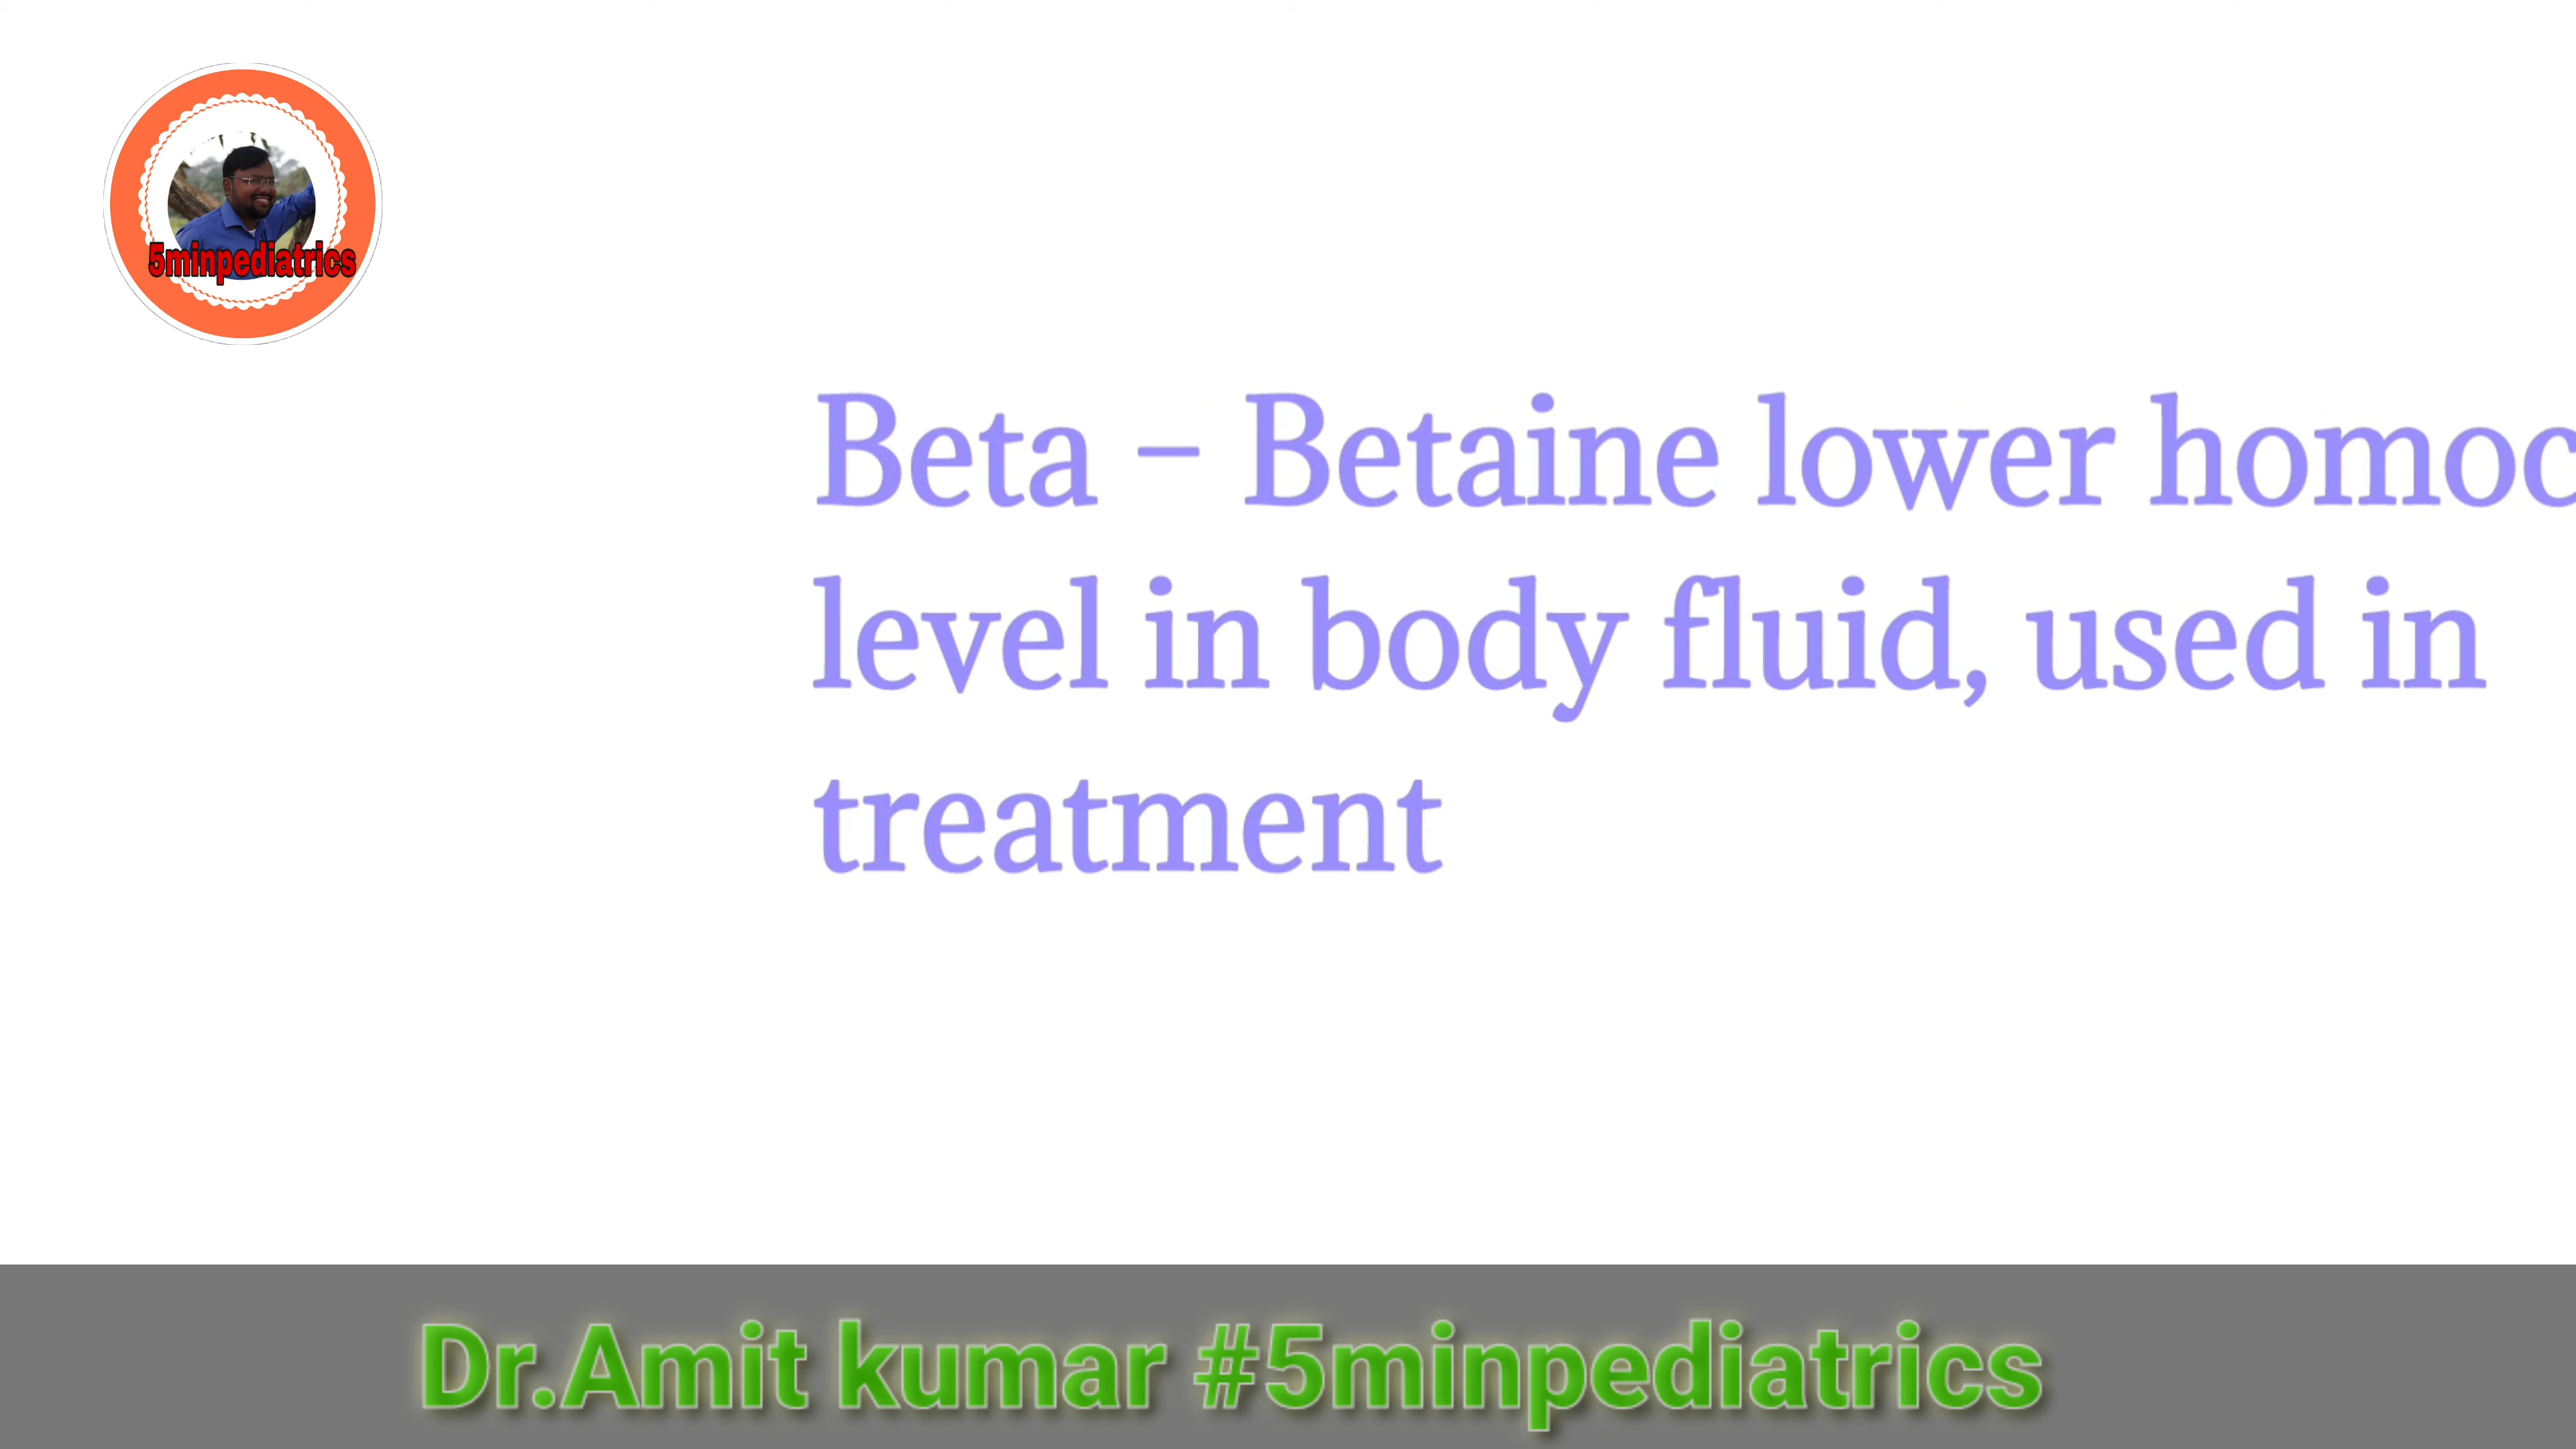 5minpediatrics
Beta – Betaine lower homoc
level in body fluid, used in
treatment
Dr.Amit kumar #5minpediatrics